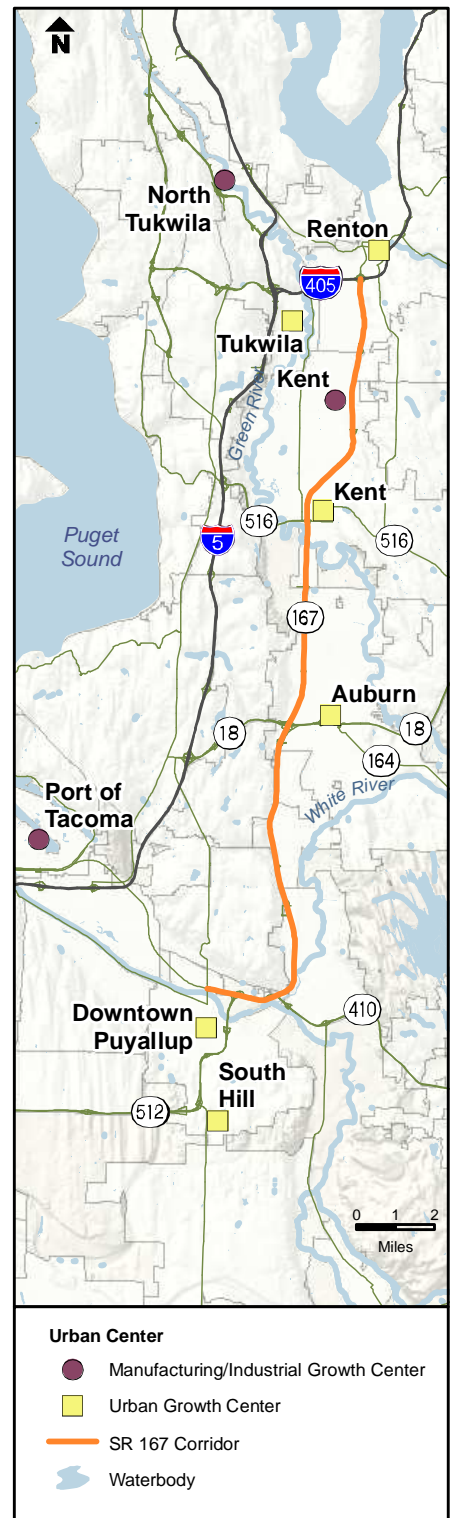 N
North
Tukwila
Renton
405
Tukwila
Kent
Green River
Kent
516
516
5
Puget
Sound
167
Auburn
18
18
164
White River
Port of
Tacoma
410
Downtown
Puyallup
South
Hill
512
0 1 2
Miles
Urban Center
Manufacturing/Industrial Growth Center
Urban Growth Center
SR 167 Corridor
Waterbody